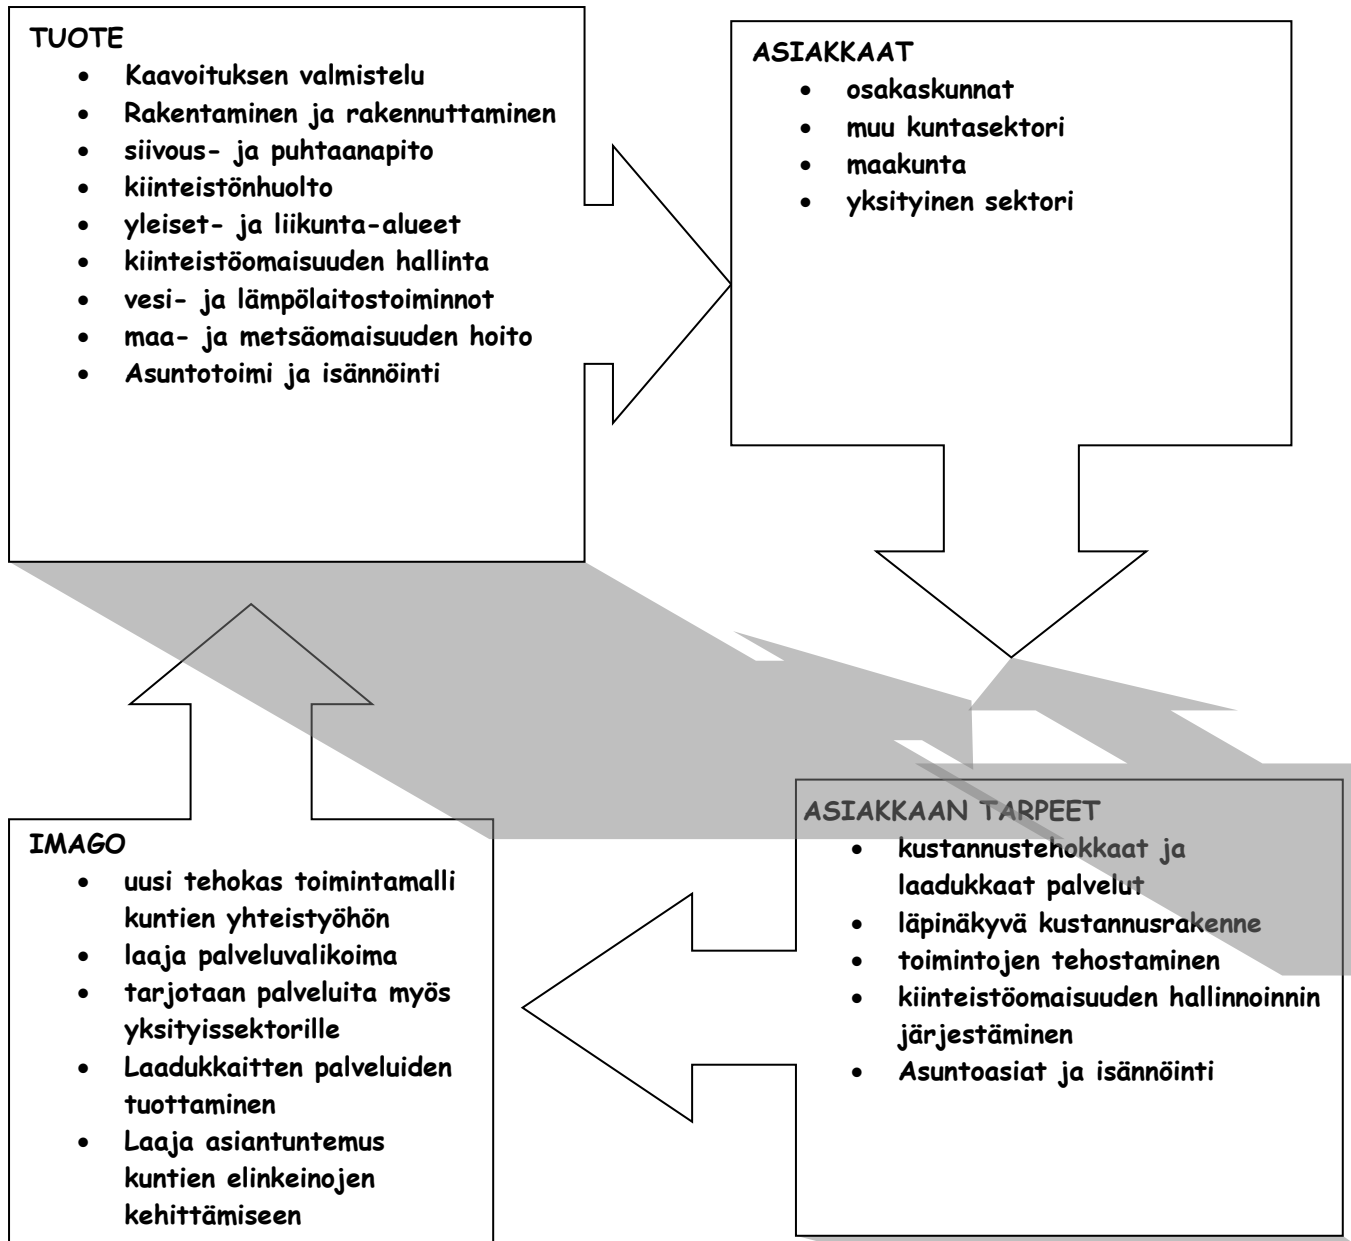 TUOTE
• Kaavoituksen valmistelu
• Rakentaminen ja rakennuttaminen
• siivous- ja puhtaanapito
• kiinteistönhuolto
• yleiset- ja liikunta-alueet
• kiinteistöomaisuuden hallinta
• vesi- ja lämpölaitostoiminnot
• maa- ja metsäomaisuuden hoito
• Asuntotoimi ja isännöinti
ASIAKKAAT
• osakaskunnat
• muu kuntasektori
• maakunta
• yksityinen sektori
ASIAKKAAN TARPEET
• kustannustehokkaat ja
laadukkaat palvelut
• läpinäkyvä kustannusrakenne
• toimintojen tehostaminen
• kiinteistöomaisuuden hallinnoinnin
järjestäminen
• Asuntoasiat ja isännöinti
IMAGO
• uusi tehokas toimintamalli
kuntien yhteistyöhön
• laaja palveluvalikoima
• tarjotaan palveluita myös
yksityissektorille
• Laadukkaitten palveluiden
tuottaminen
• Laaja asiantuntemus
kuntien elinkeinojen
kehittämiseen